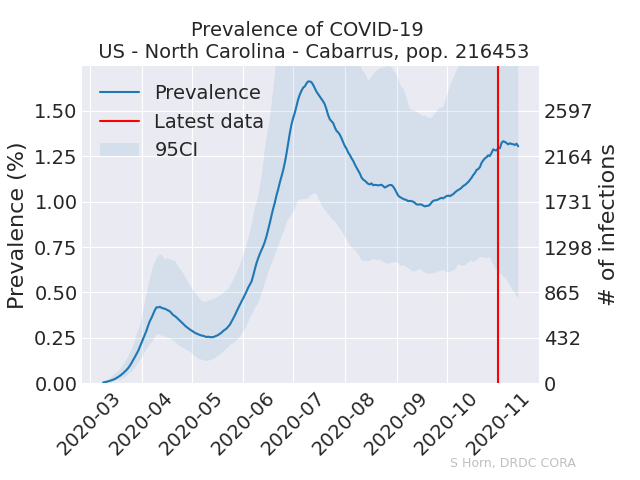 Prevalence of COVID-19
US - North Carolina - Cabarrus, pop. 216453
Prevalence
Latest data
95CI
Prevalence (%)
1.50
1.25
1.00
0.75
0.50
0.25
0.00
2597
2164
1731
1298
865
432
0
# of infections
2020-03
2020-04
2020-05
2020-06
2020-07
2020-08
2020-09
2020-10
2020-11
S Horn, DRDC CORA